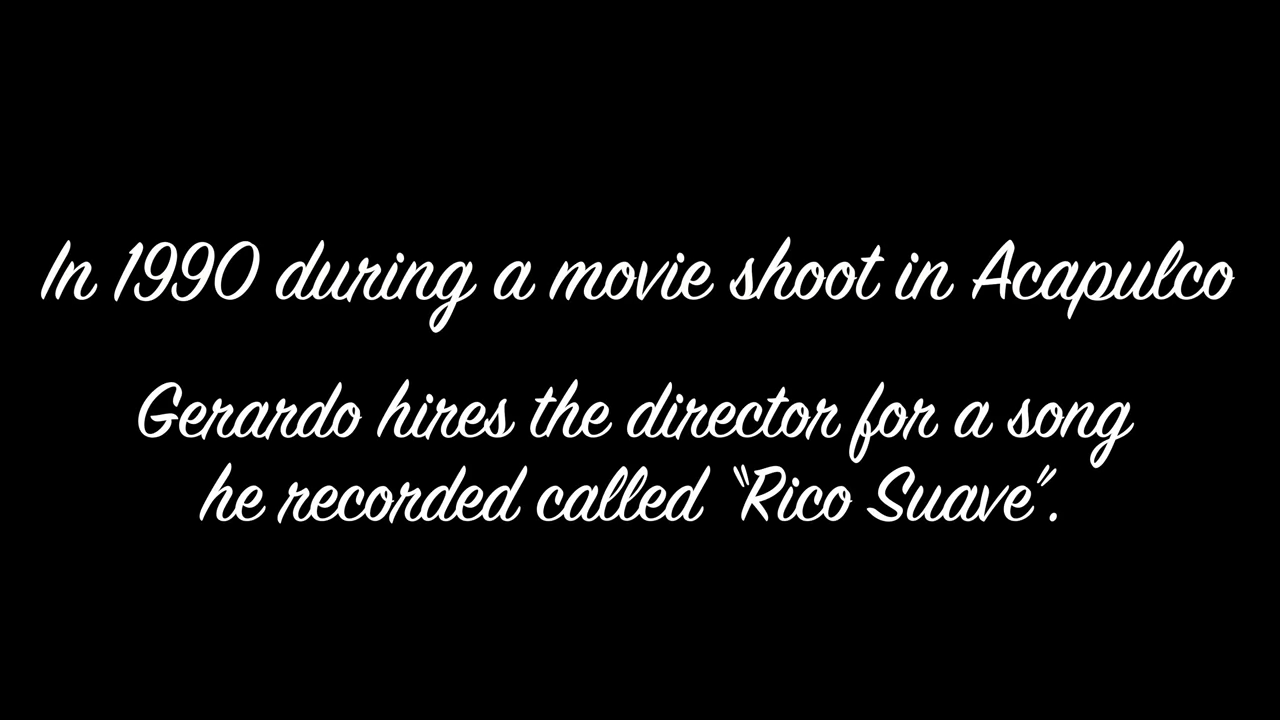 In 1990 during a movie shoot in Acapulco
Gerardo hires the director for a song
he recorded called "Rico Suave".